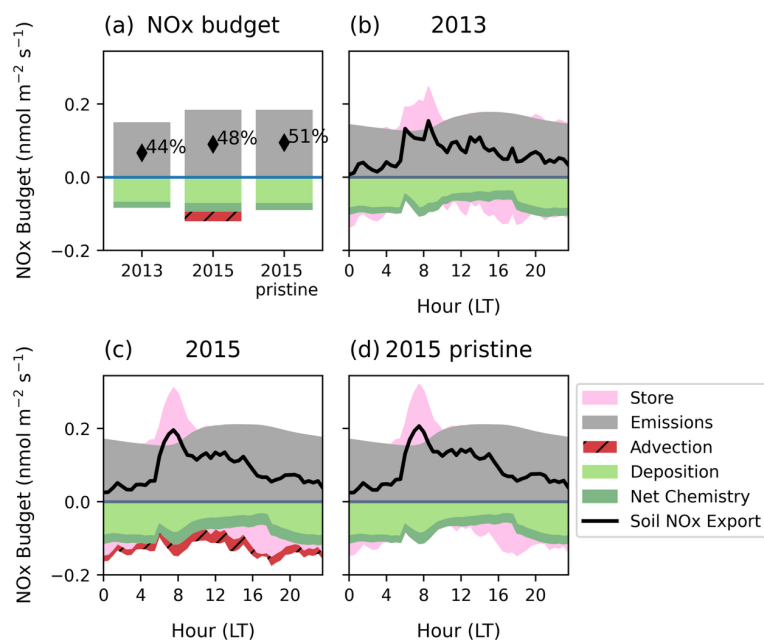 (a) NOx budget
(b) 2013
NOx Budget (nmol m⁻² s⁻¹)
0.2
0.0
−0.2
44%
48%
51%
2013
2015
2015
pristine
0 4 8 12 16 20
Hour (LT)
(c) 2015
(d) 2015 pristine
NOx Budget (nmol m⁻² s⁻¹)
0.2
0.0
−0.2
0 4 8 12 16 20
Hour (LT)
0 4 8 12 16 20
Hour (LT)
Store
Emissions
Advection
Deposition
Net Chemistry
Soil NOx Export